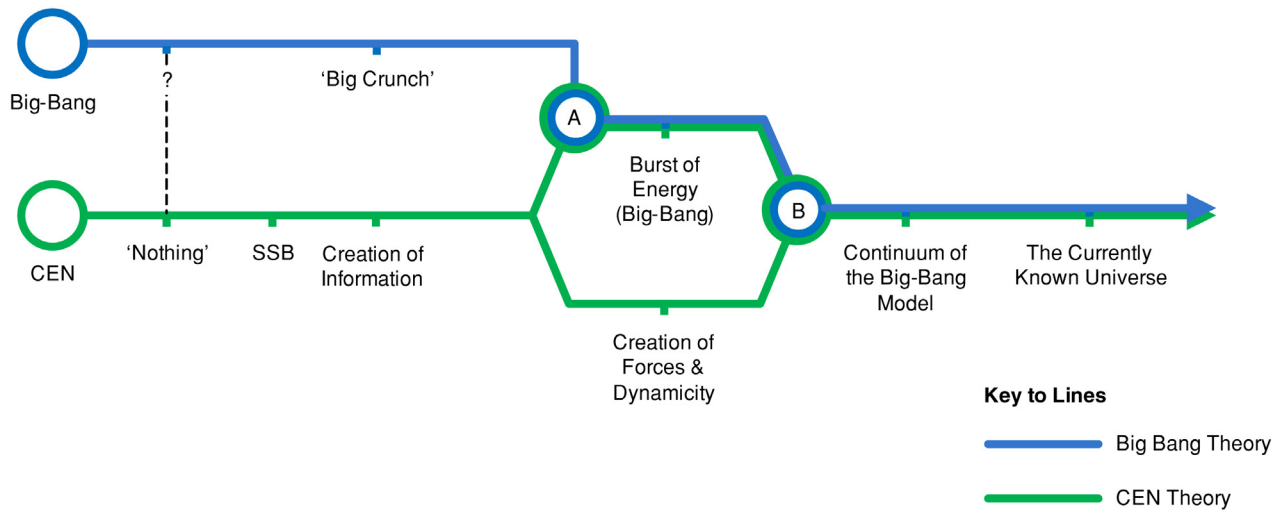 Big-Bang
?
‘Big Crunch’
A
Burst of
Energy
(Big-Bang)
B
CEN
‘Nothing’
SSB
Creation of
Information
Continuum of
the Big-Bang
Model
The Currently
Known Universe
Creation of
Forces &
Dynamicity
Key to Lines
Big Bang Theory
CEN Theory